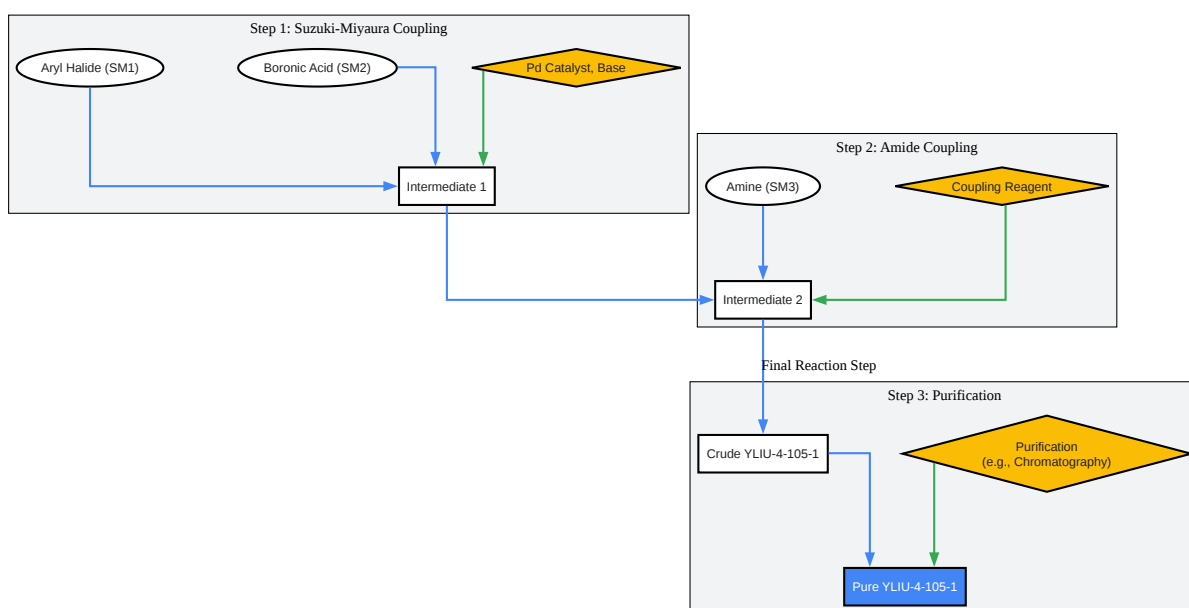 Step 1: Suzuki-Miyaura Coupling
Aryl Halide (SM1)
Boronic Acid (SM2)
Pd Catalyst, Base
Intermediate 1
Step 2: Amide Coupling
Amine (SM3)
Coupling Reagent
Intermediate 2
Final Reaction Step
Step 3: Purification
Crude YLIU-4-105-1
Purification
(e.g., Chromatography)
Pure YLIU-4-105-1